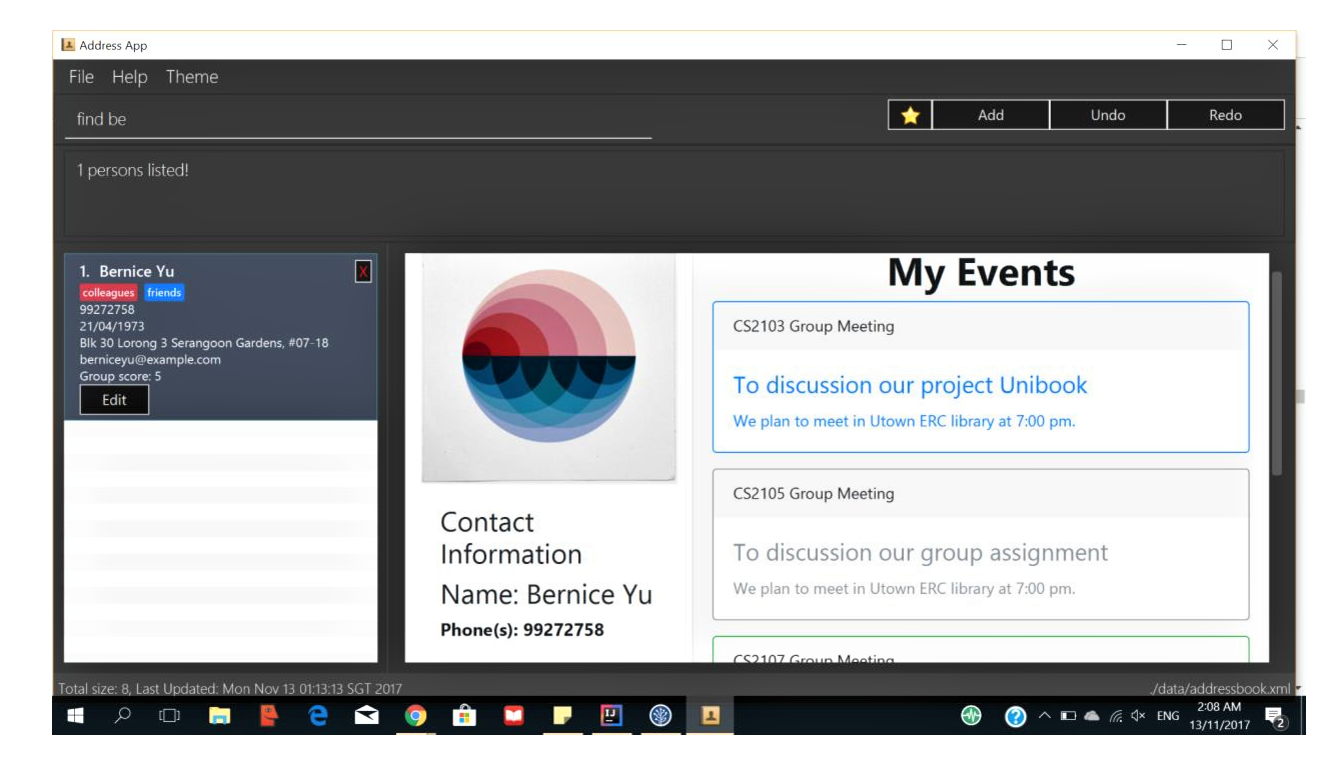 Address App
File Help Theme
find be
Add Undo Redo
1 persons listed!
1. Bernice Yu
X
colleagues friends
99272758
21/04/1973
Blk 30 Lorong 3 Serangoon Gardens, #07-18
berniceyu@example.com
Group score: 5
Edit
Contact
Information
Name: Bernice Yu
Phone(s): 99272758
My Events
CS2103 Group Meeting
To discussion our project Unibook
We plan to meet in Utown ERC library at 7:00 pm.
CS2105 Group Meeting
To discussion our group assignment
We plan to meet in Utown ERC library at 7:00 pm.
CS2107 Group Meeting
Total size: 8, Last Updated: Mon Nov 13 01:13:13 SGT 2017
./data/addressbook.xml
ENG
2:08 AM
13/11/2017
2